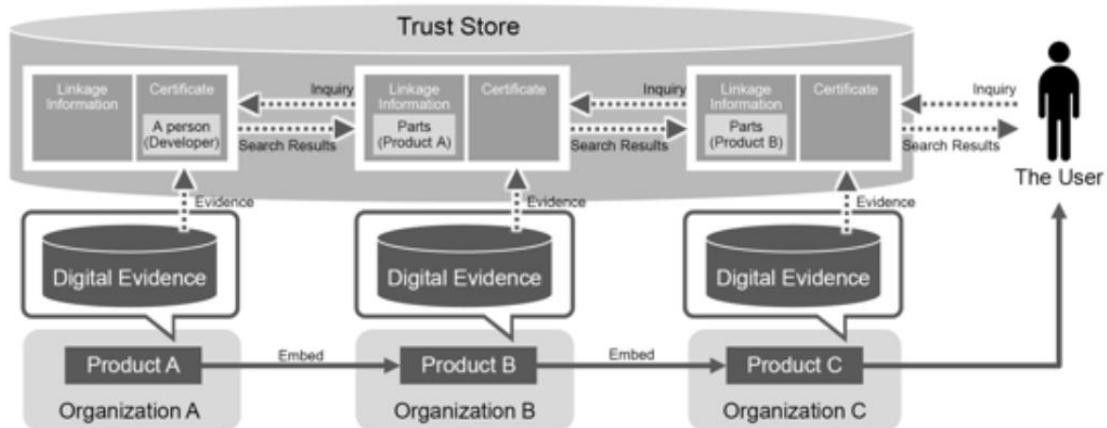 Trust Store
Linkage
Information
Certificate
A person
(Developer)
Inquiry
Search Results
Linkage
Information
Parts
(Product A)
Certificate
Inquiry
Search Results
Linkage
Information
Parts
(Product B)
Certificate
Inquiry
Search Results
The User
Evidence
Evidence
Evidence
Digital Evidence
Digital Evidence
Digital Evidence
Product A
Embed
Product B
Embed
Product C
Organization A
Organization B
Organization C